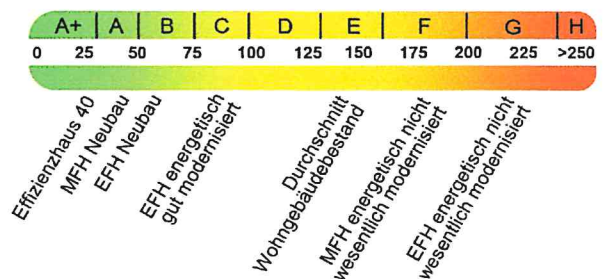 A+ A B C D E F G H
0 25 50 75 100 125 150 175 200 225 >250
Effizienzhaus 40
MFH Neubau
EFH Neubau
EFH energetisch
gut modernisiert
Durchschnitt
Wohngebäudebestand
MFH energetisch nicht
wesentlich modernisiert
EFH energetisch nicht
wesentlich modernisiert